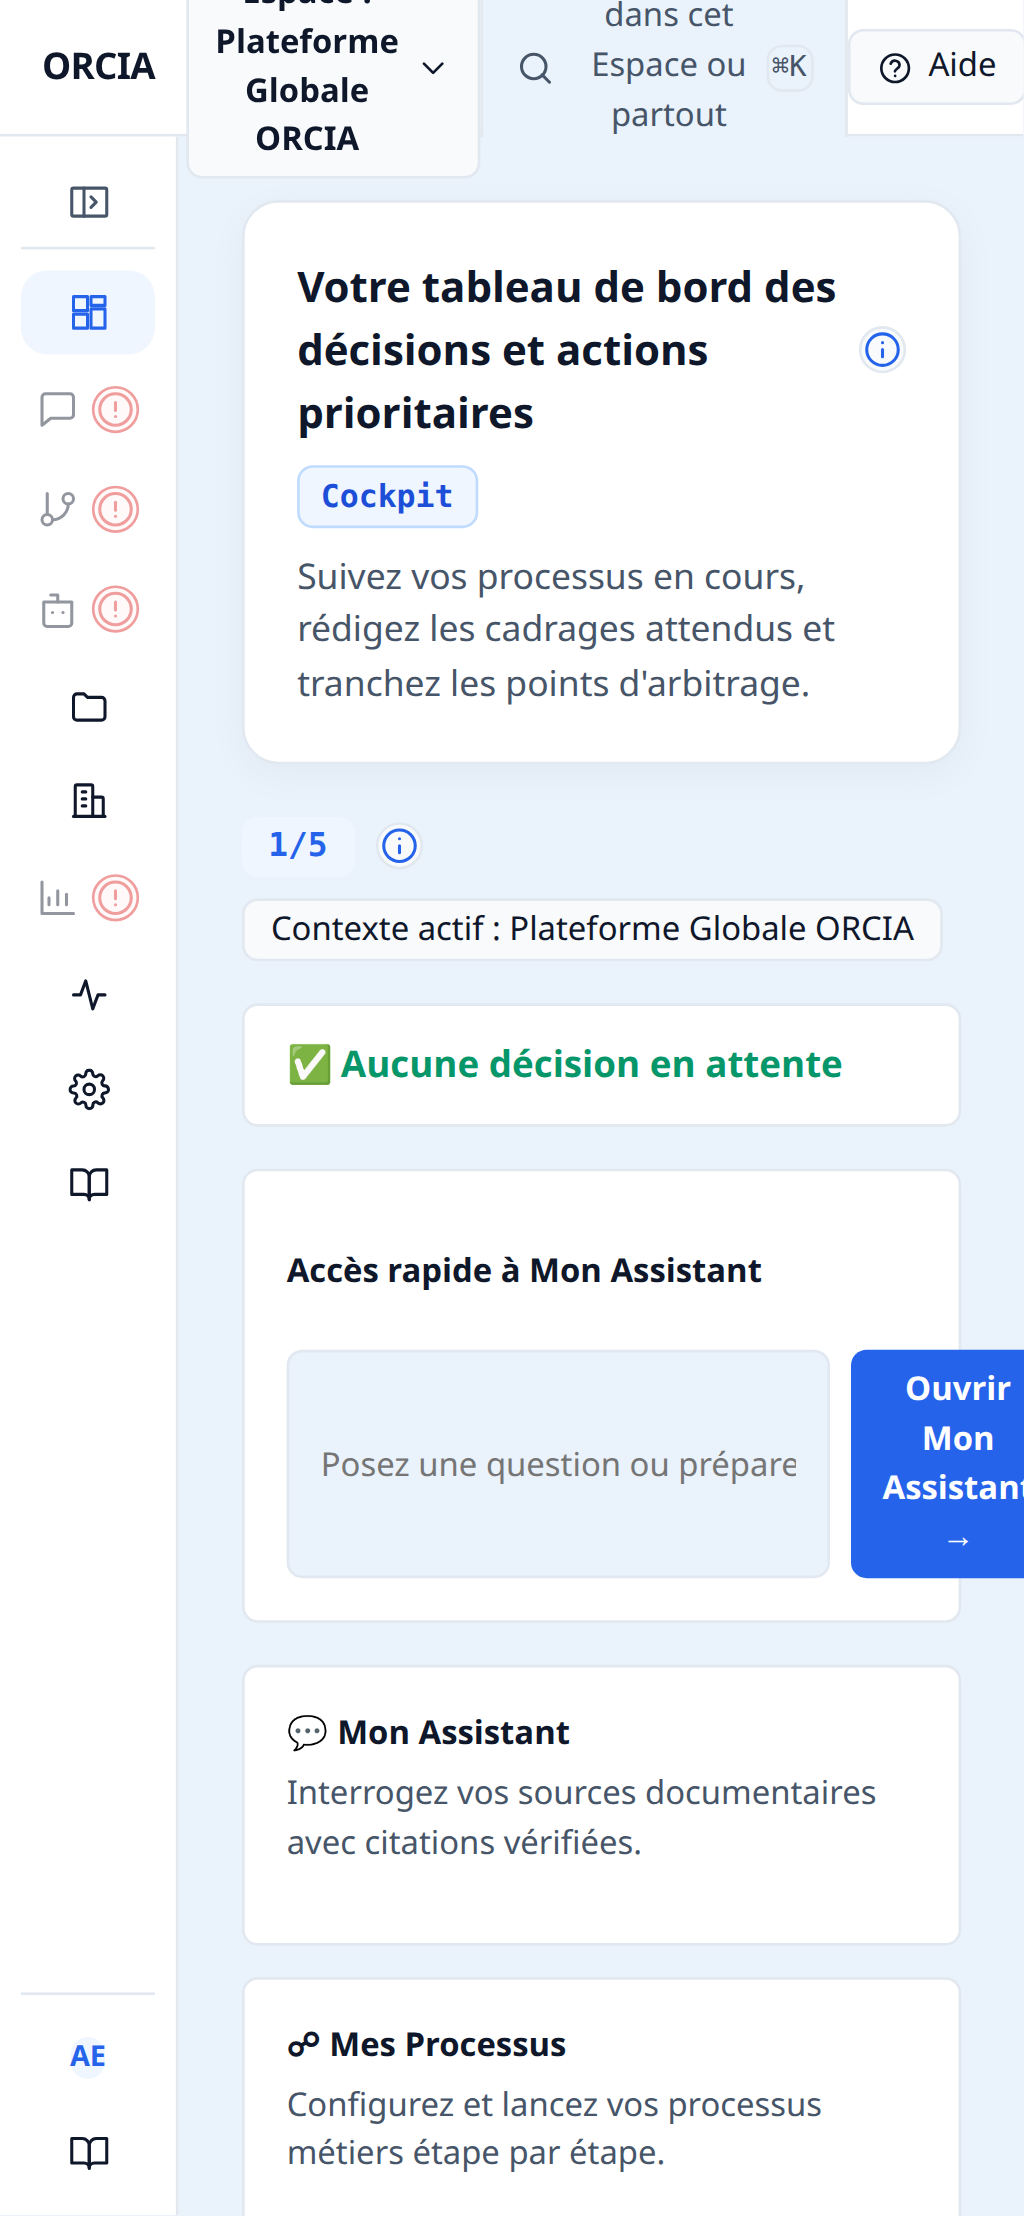 ORCIA
Espace :
Plateforme
Globale
ORCIA
dans cet
Espace ou
partout
⌘K
Aide
Votre tableau de bord des
décisions et actions
prioritaires
Cockpit
Suivez vos processus en cours,
rédigez les cadrages attendus et
tranchez les points d'arbitrage.
1/5
Contexte actif : Plateforme Globale ORCIA
✅ Aucune décision en attente
Accès rapide à Mon Assistant
Posez une question ou prépare
Ouvrir
Mon
Assistant
→
💬 Mon Assistant
Interrogez vos sources documentaires
avec citations vérifiées.
Mes Processus
Configurez et lancez vos processus
métiers étape par étape.
AE